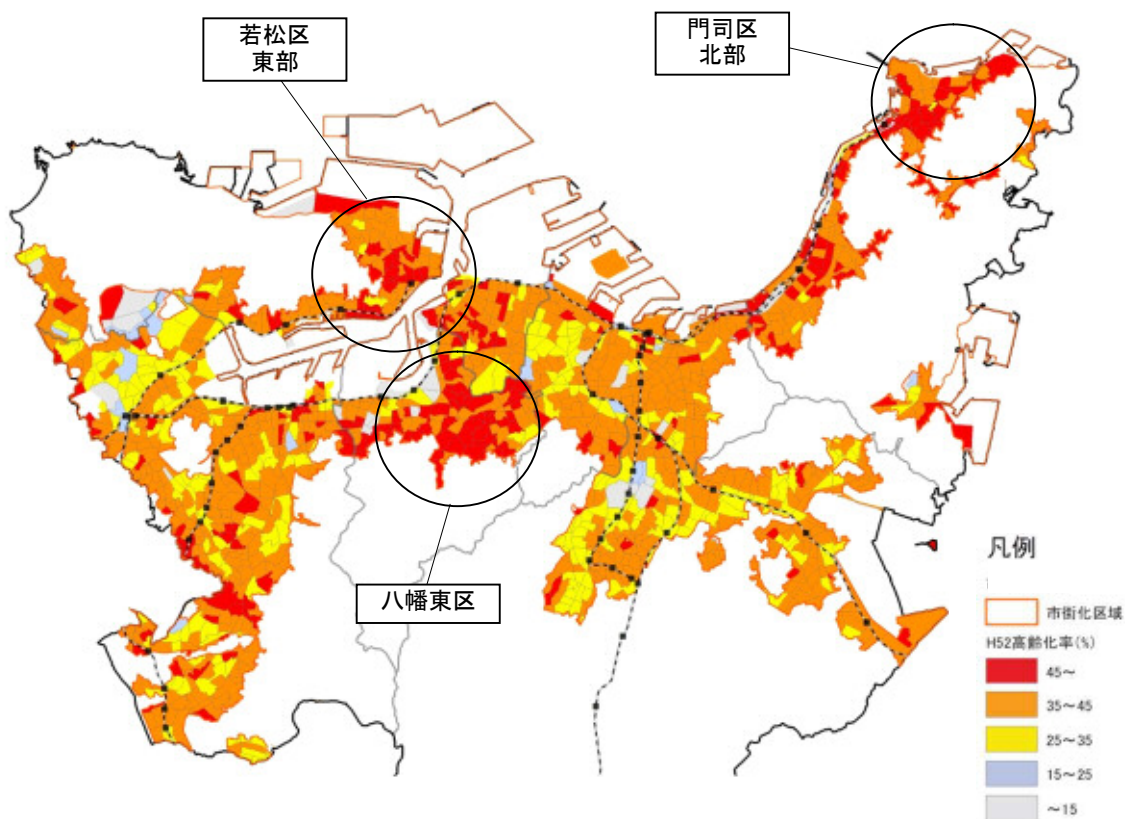 若松区
東部
門司区
北部
八幡東区
凡例
市街化区域
H52高齢化率(%)
45～
35～45
25～35
15～25
～15